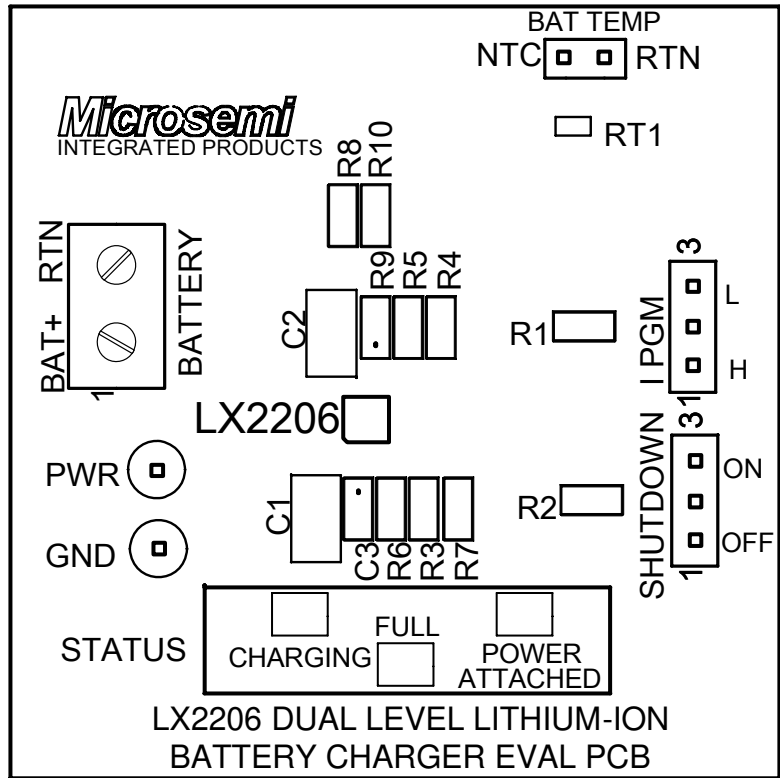 BAT TEMP
NTC RTN
Microsemi
INTEGRATED PRODUCTS
RT1
R8
R10
RTN
BAT+
BATTERY
1
C2
R9
R5
R4
R1
I PGM
3
L
H
1
LX2206
PWR
GND
C1
C3
R6
R3
R7
R2
SHUTDOWN
3
ON
OFF
1
STATUS
CHARGING
FULL
POWER
ATTACHED
LX2206 DUAL LEVEL LITHIUM-ION
BATTERY CHARGER EVAL PCB